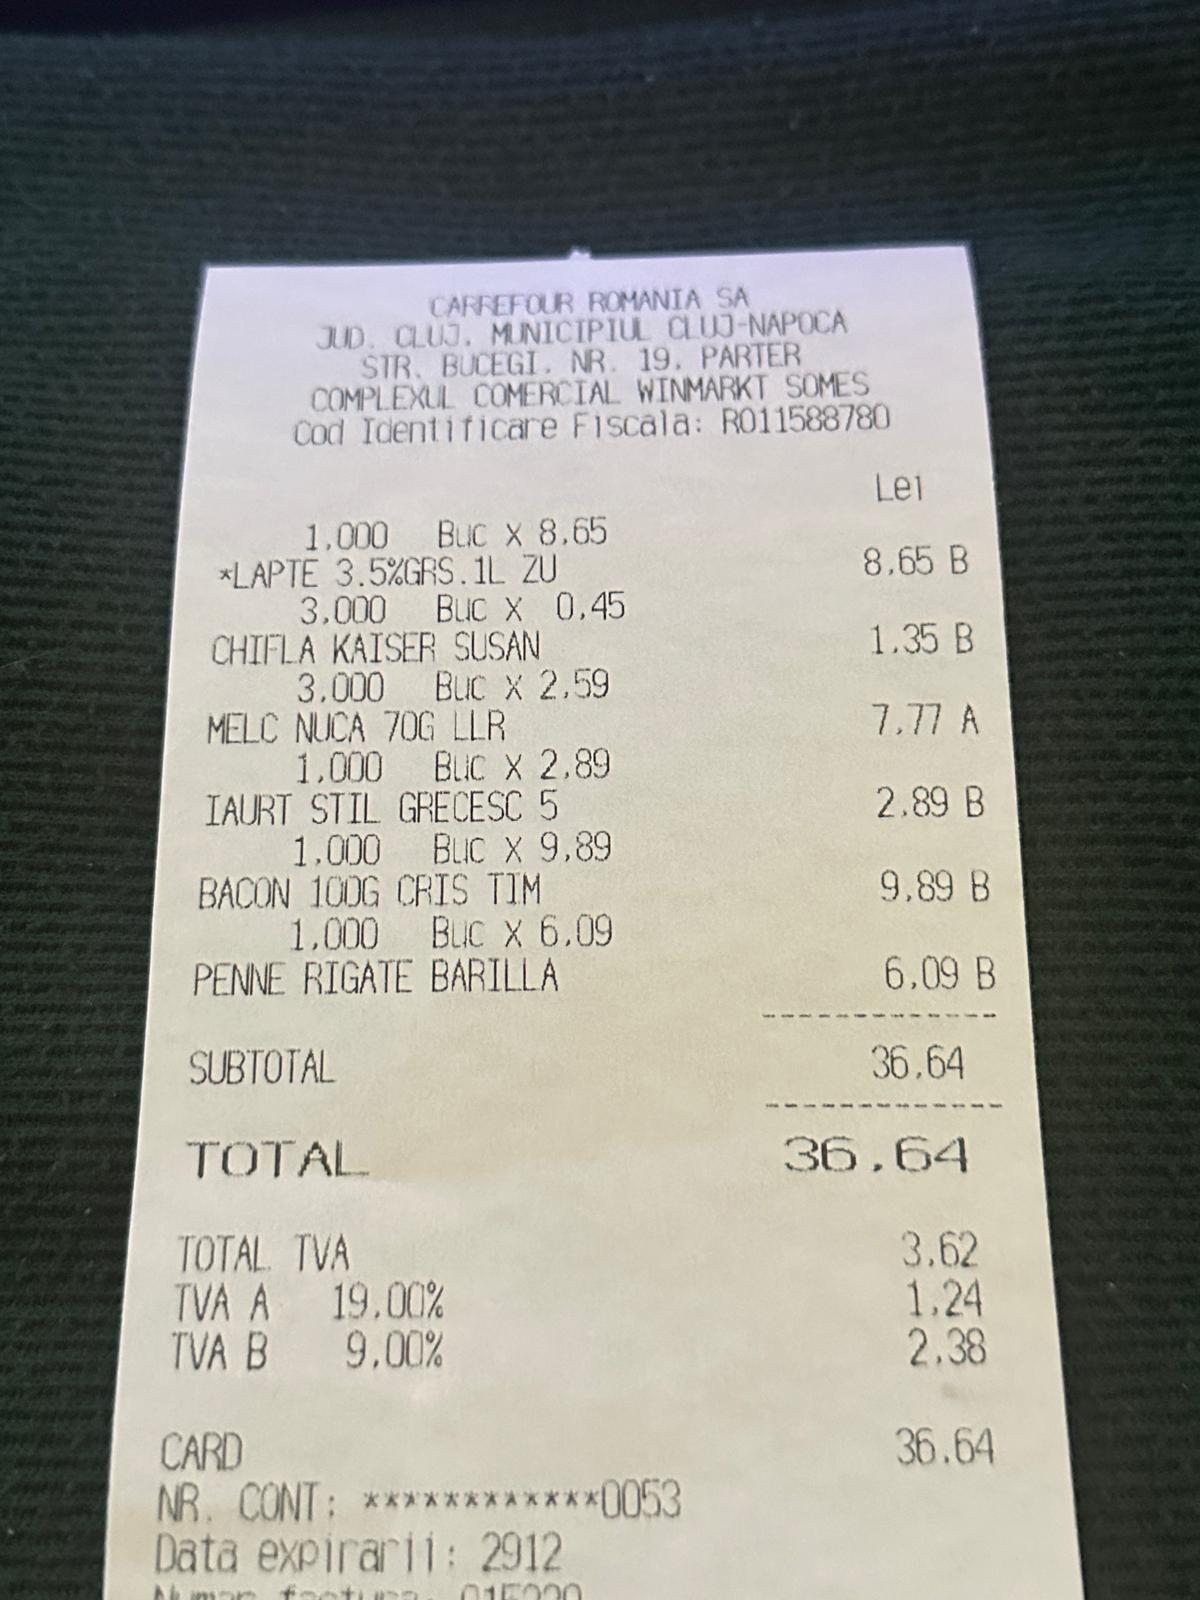 CARREFOUR ROMANIA SA
JUD. CLUJ, MUNICIPIUL CLUJ-NAPOCA
STR. BUCEGI, NR. 19, PARTER
COMPLEXUL COMERCIAL WINMARKT SOMES
Cod Identificare Fiscala: RO11588780
Lei
1,000 Buc X 8,65
*LAPTE 3.5%GRS.1L ZU 8,65 B
3,000 Buc X 0,45
CHIFLA KAISER SUSAN 1,35 B
3,000 Buc X 2,59
MELC NUCA 70G LLR 7,77 A
1,000 Buc X 2,89
IAURT STIL GRECESC 5 2,89 B
1,000 Buc X 9,89
BACON 100G CRIS TIM 9,89 B
1,000 Buc X 6,09
PENNE RIGATE BARILLA 6,09 B
SUBTOTAL 36,64
TOTAL 36,64
TOTAL TVA 3,62
TVA A 19,00% 1,24
TVA B 9,00% 2,38
CARD 36,64
NR. CONT: ************0053
Data expirarii: 2912
Numar factura: